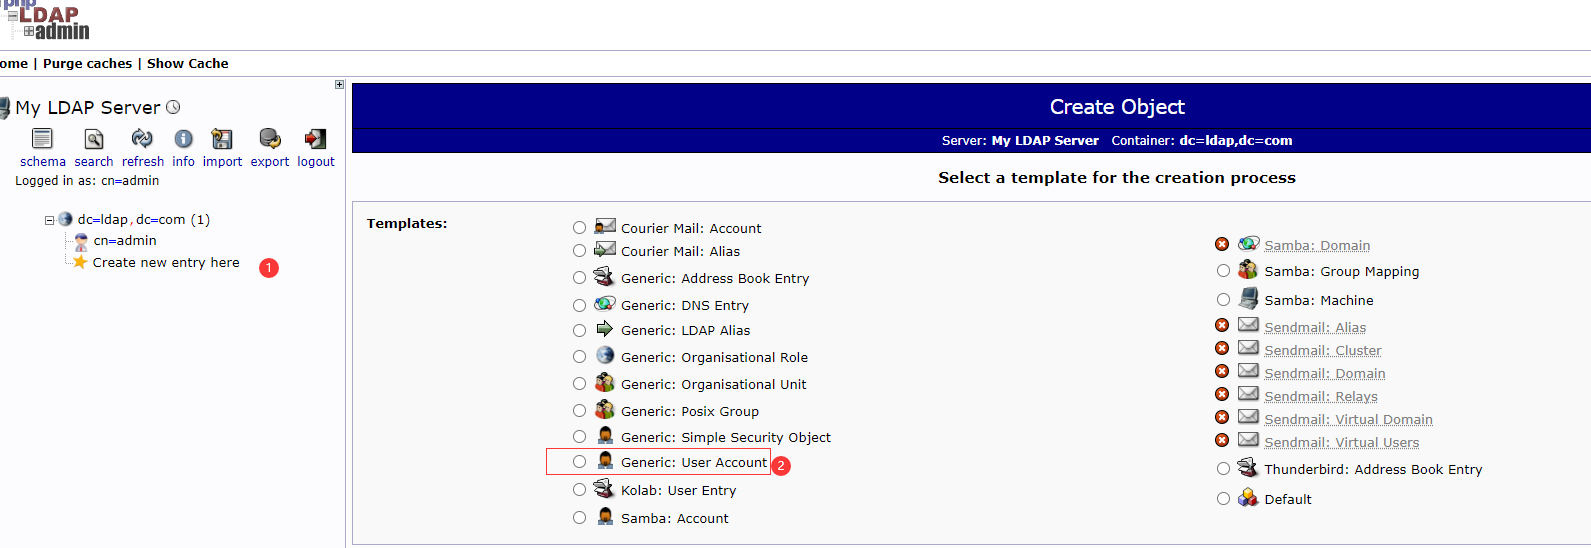 php
LDAP
admin
ome | Purge caches | Show Cache
My LDAP Server
schema search refresh info import export logout
Logged in as: cn=admin
dc=ldap,dc=com (1)
cn=admin
Create new entry here 1
Create Object
Server: My LDAP Server Container: dc=ldap,dc=com
Select a template for the creation process
Templates:
Courier Mail: Account
Courier Mail: Alias
Generic: Address Book Entry
Generic: DNS Entry
Generic: LDAP Alias
Generic: Organisational Role
Generic: Organisational Unit
Generic: Posix Group
Generic: Simple Security Object
Generic: User Account 2
Kolab: User Entry
Samba: Account
Samba: Domain
Samba: Group Mapping
Samba: Machine
Sendmail: Alias
Sendmail: Cluster
Sendmail: Domain
Sendmail: Relays
Sendmail: Virtual Domain
Sendmail: Virtual Users
Thunderbird: Address Book Entry
Default